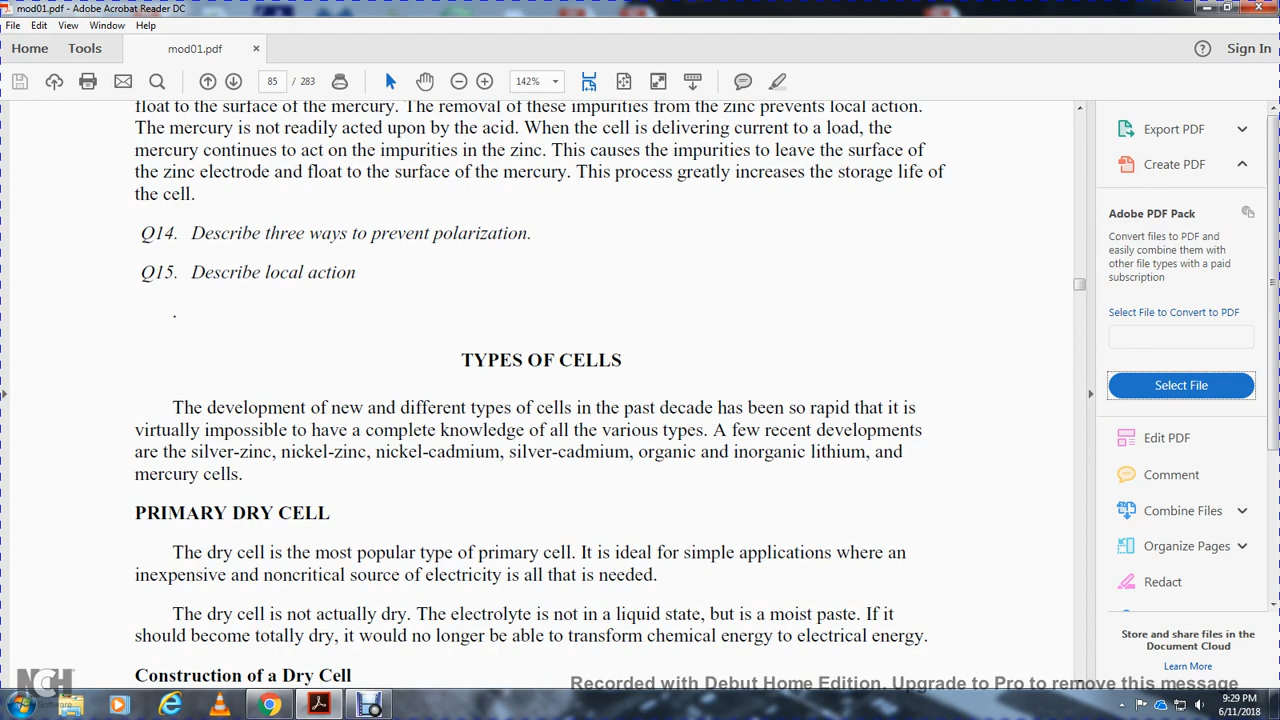 mod01.pdf - Adobe Acrobat Reader DC
File Edit View Window Help
Home Tools mod01.pdf × Sign In
85 / 283 142%
float to the surface of the mercury. The removal of these impurities from the zinc prevents local action.
The mercury is not readily acted upon by the acid. When the cell is delivering current to a load, the
mercury continues to act on the impurities in the zinc. This causes the impurities to leave the surface of
the zinc electrode and float to the surface of the mercury. This process greatly increases the storage life of
the cell.
Q14. Describe three ways to prevent polarization.
Q15. Describe local action
.
TYPES OF CELLS
The development of new and different types of cells in the past decade has been so rapid that it is
virtually impossible to have a complete knowledge of all the various types. A few recent developments
are the silver-zinc, nickel-zinc, nickel-cadmium, silver-cadmium, organic and inorganic lithium, and
mercury cells.
PRIMARY DRY CELL
The dry cell is the most popular type of primary cell. It is ideal for simple applications where an
inexpensive and noncritical source of electricity is all that is needed.
The dry cell is not actually dry. The electrolyte is not in a liquid state, but is a moist paste. If it
should become totally dry, it would no longer be able to transform chemical energy to electrical energy.
Construction of a Dry Cell
Export PDF
Create PDF
Adobe PDF Pack
Convert files to PDF and
easily combine them with
other file types with a paid
subscription
Select File to Convert to PDF
Select File
Edit PDF
Comment
Combine Files
Organize Pages
Redact
Store and share files in the
Document Cloud
Learn More
NCH Software
Recorded with Debut Home Edition. Upgrade to Pro to remove this message
9:29 PM
6/11/2018